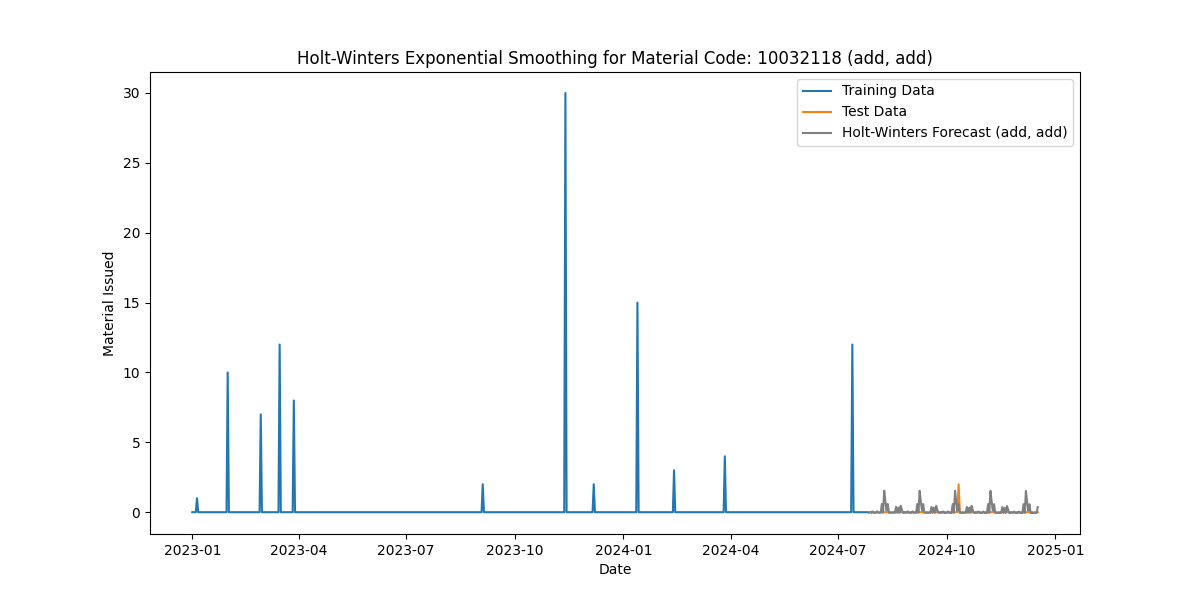 Holt-Winters Exponential Smoothing for Material Code: 10032118 (add, add)
Training Data
Test Data
Holt-Winters Forecast (add, add)
Material Issued
30
25
20
15
10
5
0
2023-01 2023-04 2023-07 2023-10 2024-01 2024-04 2024-07 2024-10 2025-01
Date